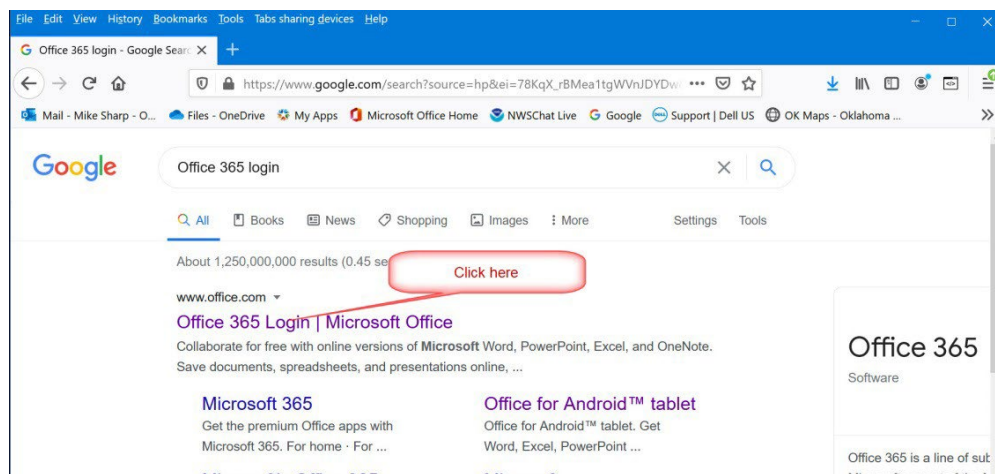 File Edit View History Bookmarks Tools Tabs sharing devices Help
Office 365 login - Google Searc
https://www.google.com/search?source=hp&ei=78KqX_rBMea1tgWVnJDYDw
Mail - Mike Sharp - O... Files - OneDrive My Apps Microsoft Office Home NWSChat Live Google Support | Dell US OK Maps - Oklahoma ...
Google Office 365 login
All Books News Shopping Images More Settings Tools
About 1,250,000,000 results (0.45 se
Click here
www.office.com
Office 365 Login | Microsoft Office
Collaborate for free with online versions of Microsoft Word, PowerPoint, Excel, and OneNote.
Save documents, spreadsheets, and presentations online, ...
Office 365
Software
Microsoft 365 Office for Android™ tablet
Get the premium Office apps with Office for Android™ tablet. Get
Microsoft 365. For home · For ... Word, Excel, PowerPoint ...
Office 365 is a line of sub